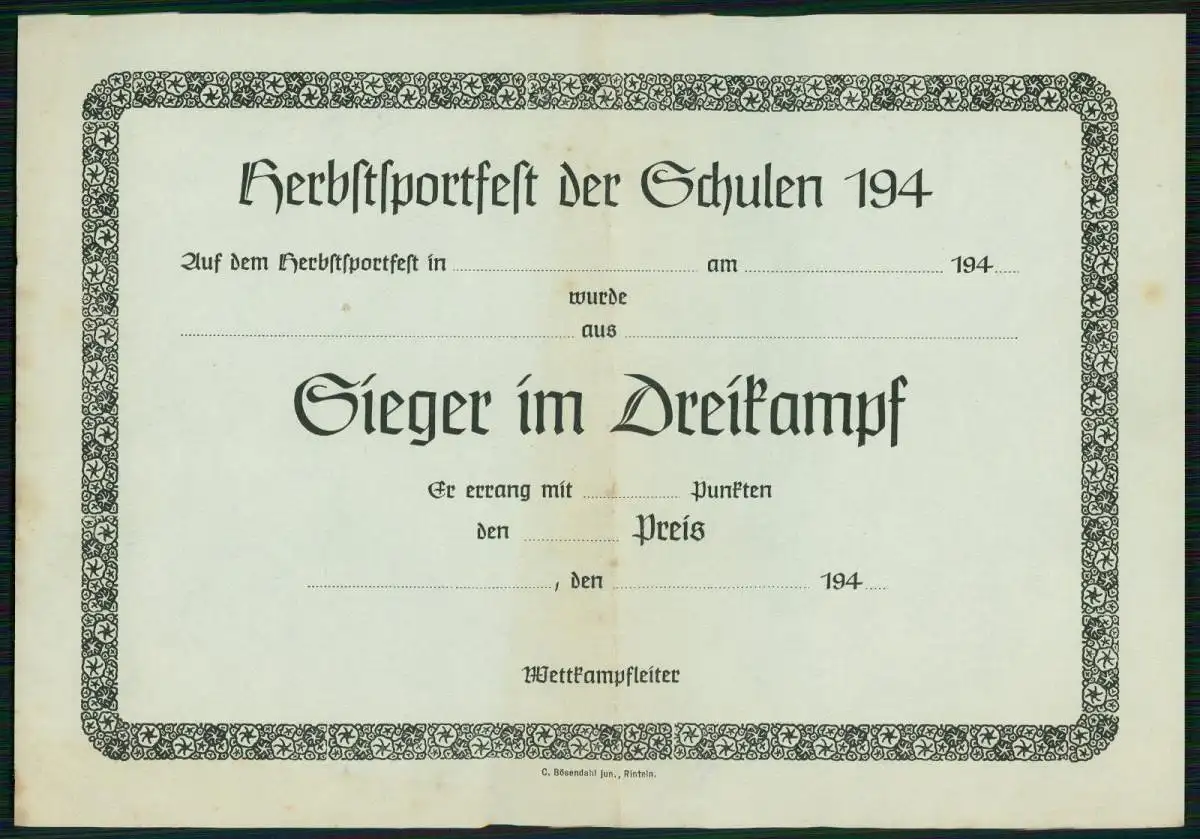 Herbstsportfest der Schulen 194
Auf dem Herbstsportfest in .......... am .......... 194....
wurde
.......... aus ..........
Sieger im Dreikampf
Er errang mit .......... Punkten
den .......... Preis
.........., den .......... 194....
Wettkampfleiter
C. Bösendahl jun., Rinteln.